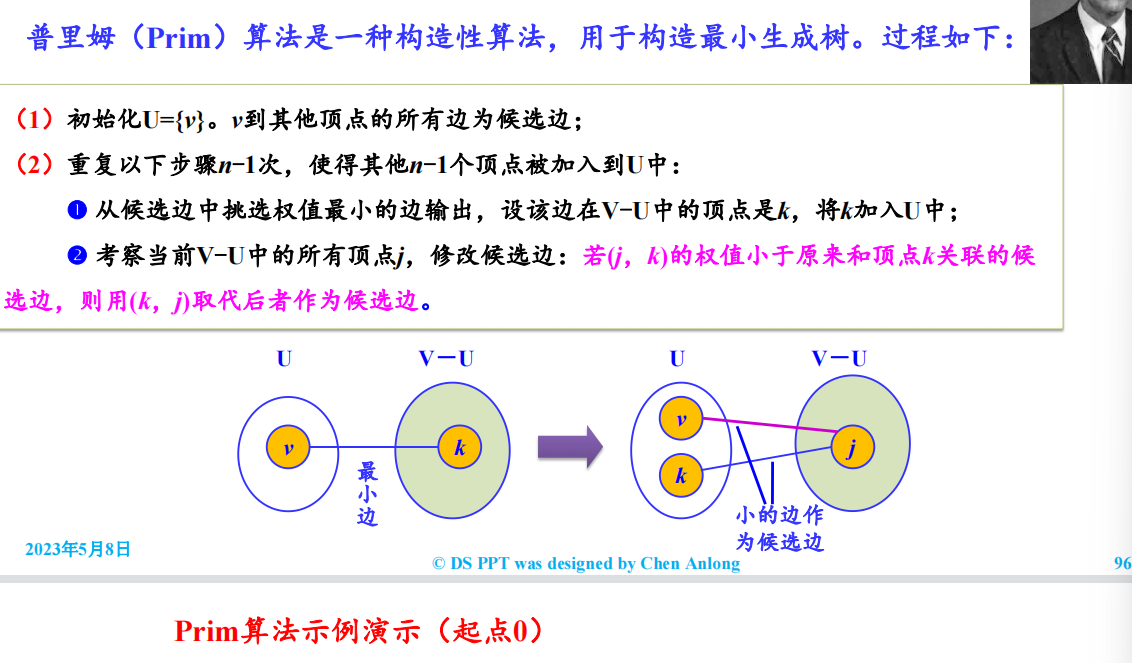 普里姆（Prim）算法是一种构造性算法，用于构造最小生成树。过程如下：
（1）初始化U={v}。v到其他顶点的所有边为候选边；
（2）重复以下步骤n-1次，使得其他n-1个顶点被加入到U中：
❶ 从候选边中挑选权值最小的边输出，设该边在V-U中的顶点是k，将k加入U中；
❷ 考察当前V-U中的所有顶点j，修改候选边：若(j，k)的权值小于原来和顶点k关联的候
选边，则用(k，j)取代后者作为候选边。
U
V－U
U
V－U
v
k
最
小
边
v
k
j
小的边作
为候选边
2023年5月8日
© DS PPT was designed by Chen Anlong
96
Prim算法示例演示（起点0）